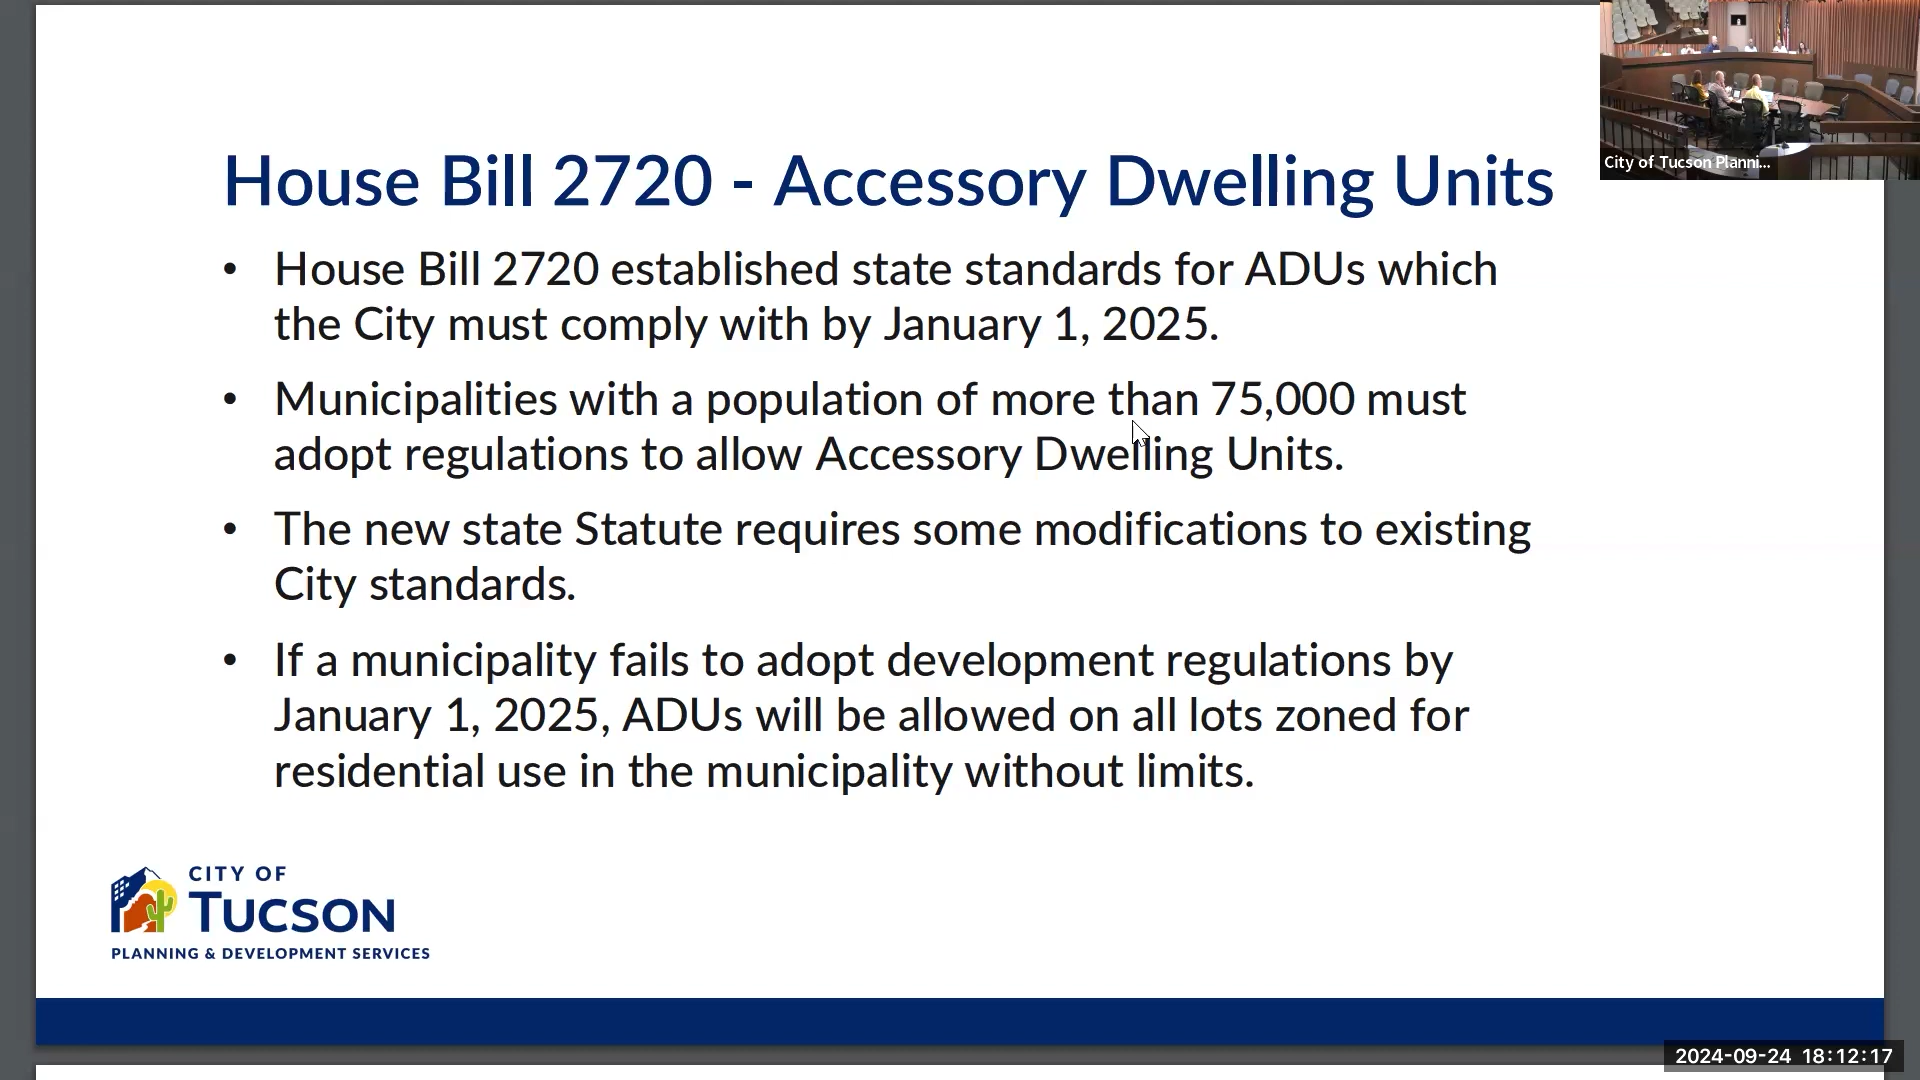 House Bill 2720 - Accessory Dwelling Units
• House Bill 2720 established state standards for ADUs which
the City must comply with by January 1, 2025.
• Municipalities with a population of more than 75,000 must
adopt regulations to allow Accessory Dwelling Units.
• The new state Statute requires some modifications to existing
City standards.
• If a municipality fails to adopt development regulations by
January 1, 2025, ADUs will be allowed on all lots zoned for
residential use in the municipality without limits.
CITY OF
TUCSON
PLANNING & DEVELOPMENT SERVICES
City of Tucson Planni...
2024-09-24 18:12:17